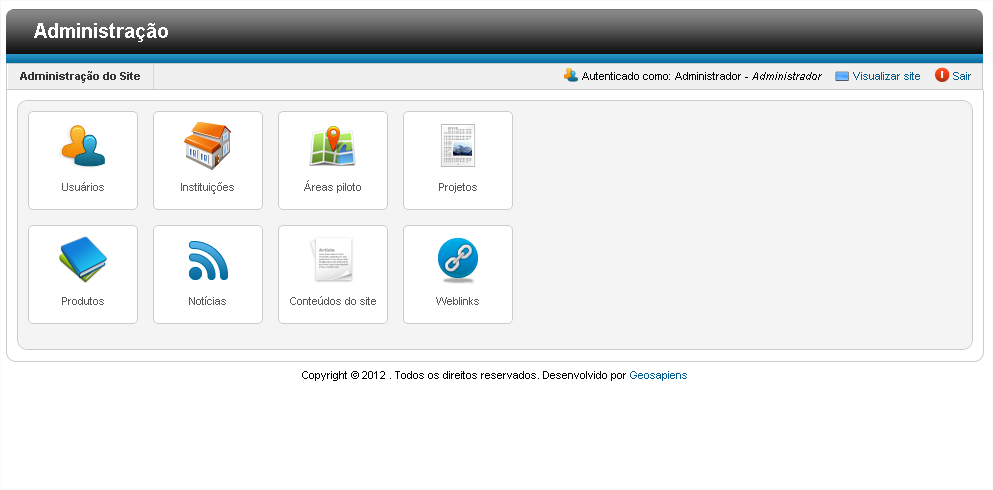 Administração
Administração do Site
Autenticado como: Administrador - Administrador
Visualizar site
Sair
Usuários
Instituições
Áreas piloto
Projetos
Produtos
Notícias
Conteúdos do site
Weblinks
Copyright © 2012 . Todos os direitos reservados. Desenvolvido por Geosapiens